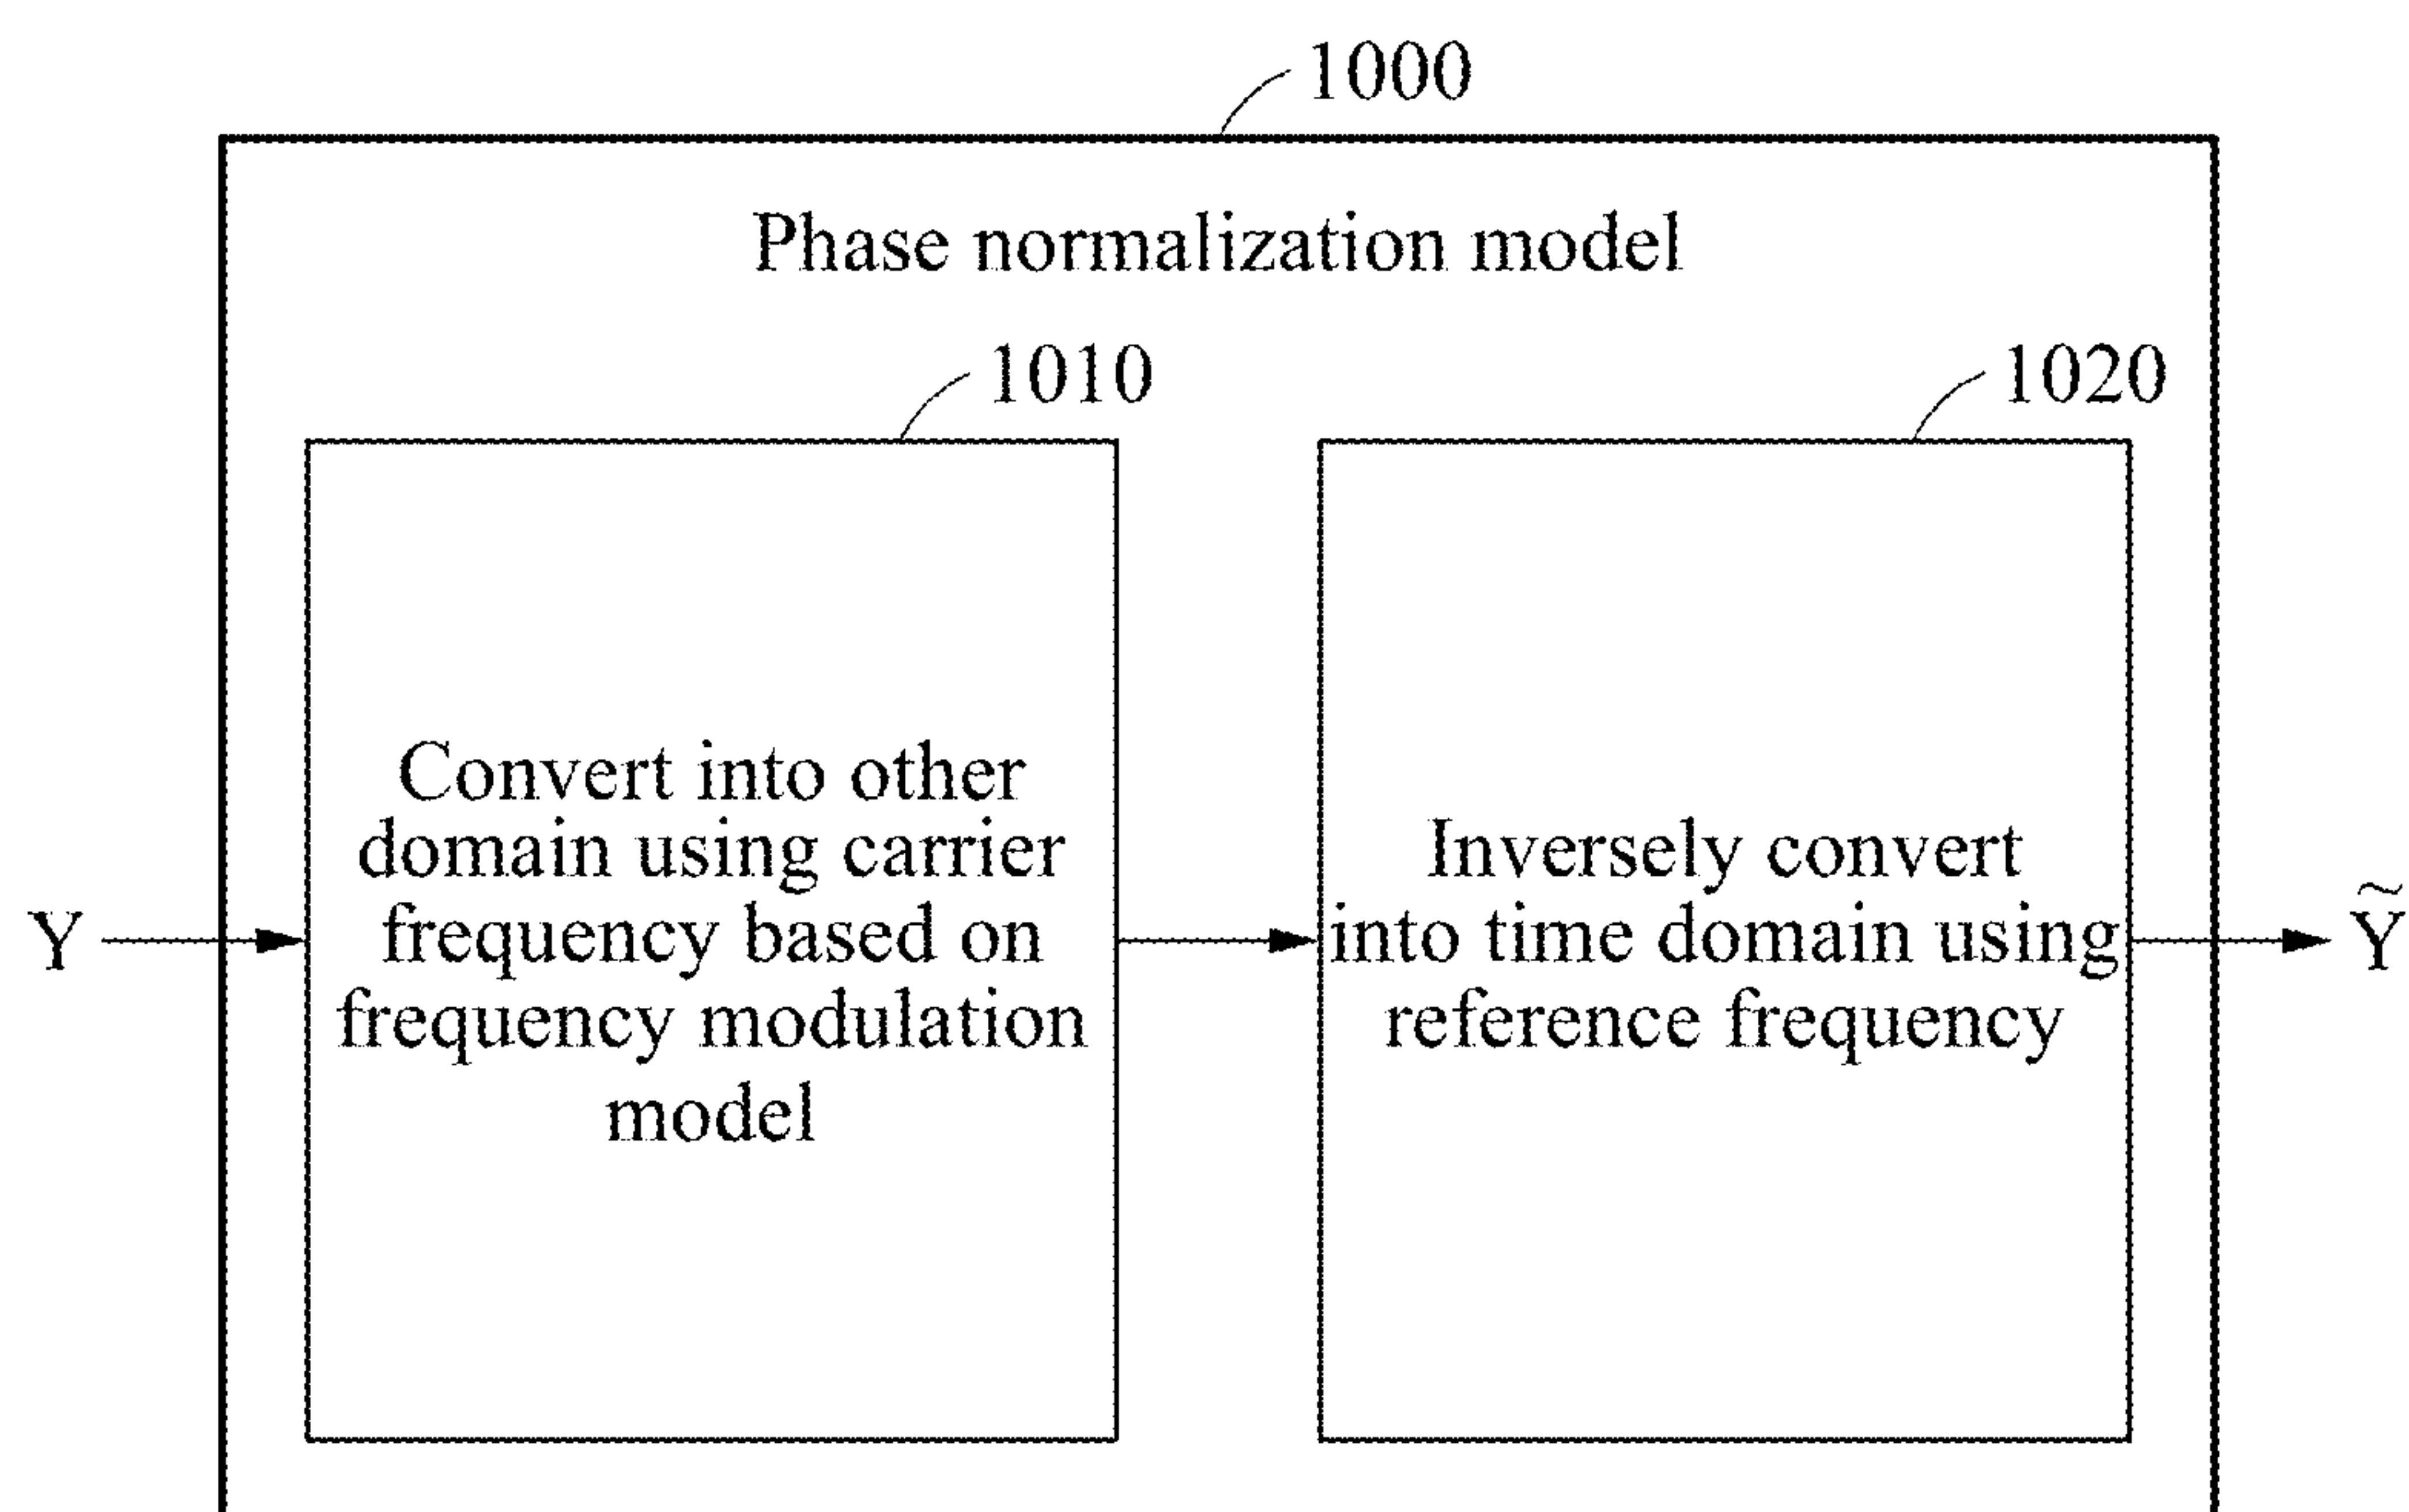 1000
Phase normalization model
1010
1020
Convert into other
domain using carrier
frequency based on
frequency modulation
model
Inversely convert
into time domain using
reference frequency
Y
Ỹ